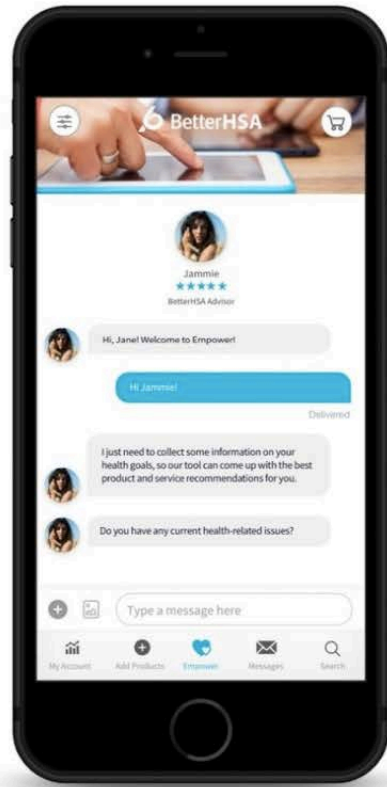 BetterHSA
Jammie
BetterHSA Advisor
Hi, Jane! Welcome to Empower!
Hi Jammie!
Delivered
I just need to collect some information on your
health goals, so our tool can come up with the best
product and service recommendations for you.
Do you have any current health-related issues?
Type a message here
My Account
Add Products
Empower
Messages
Search